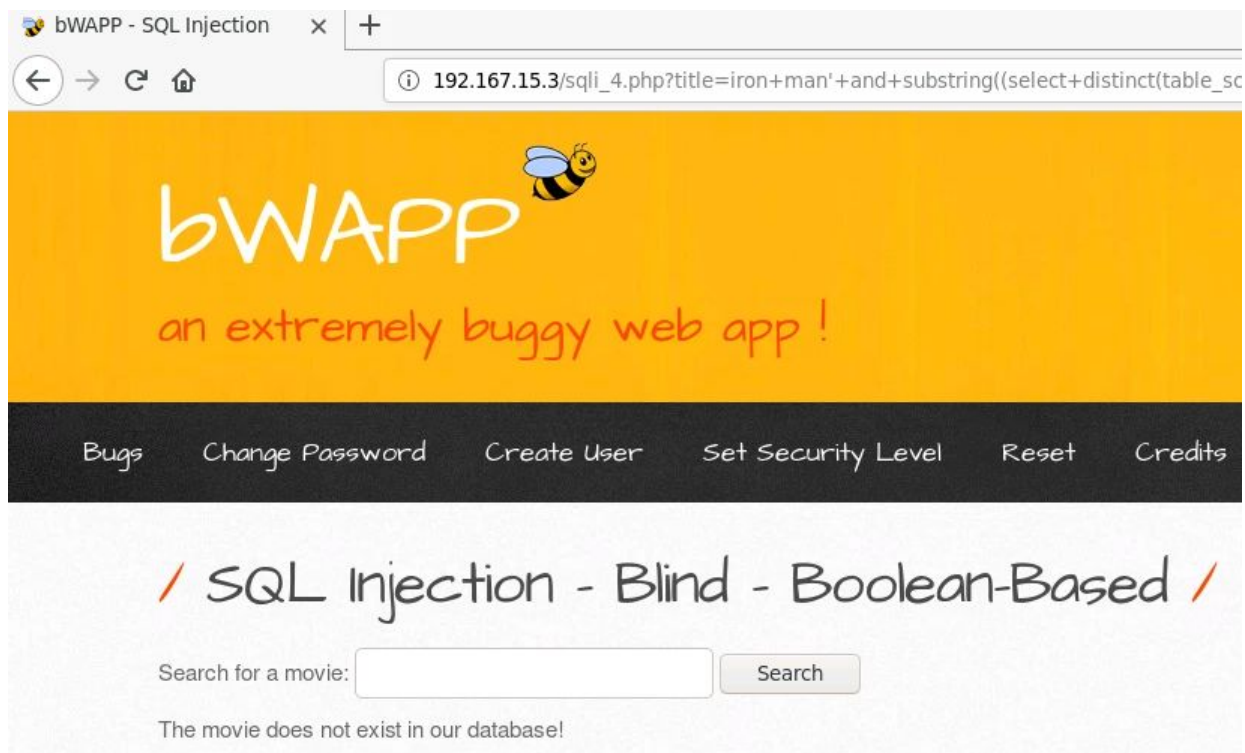 bWAPP - SQL Injection
192.167.15.3/sqli_4.php?title=iron+man'+and+substring((select+distinct(table_sc
bWAPP
an extremely buggy web app !
Bugs Change Password Create User Set Security Level Reset Credits
/ SQL Injection - Blind - Boolean-Based /
Search for a movie: Search
The movie does not exist in our database!